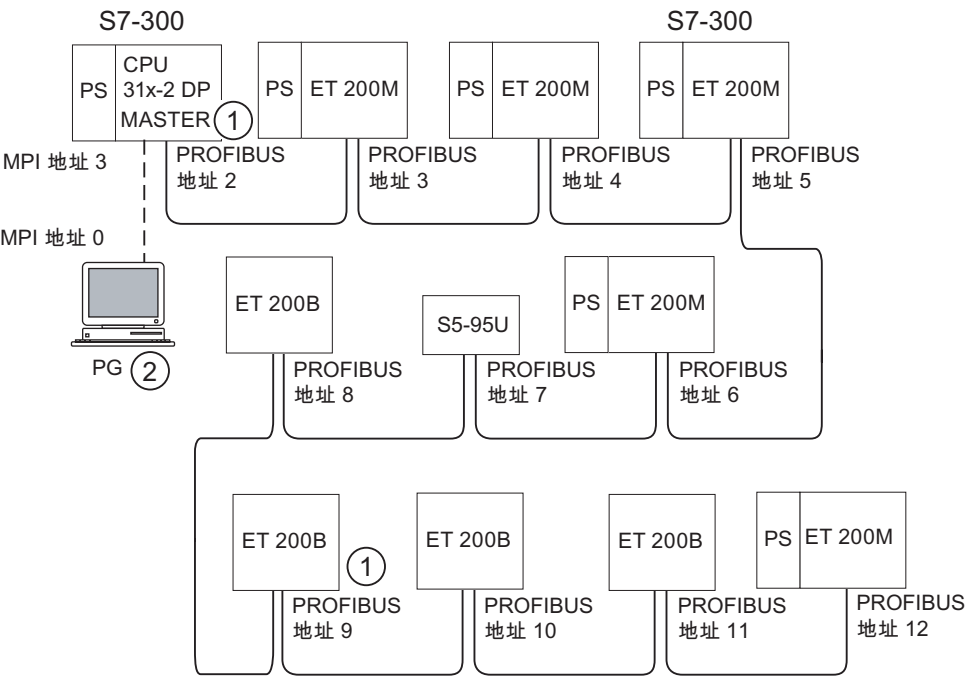 S7-300
S7-300
PS
CPU
31x-2 DP
MASTER
1
PS
ET 200M
PS
ET 200M
PS
ET 200M
MPI 地址 3
PROFIBUS
地址 2
PROFIBUS
地址 3
PROFIBUS
地址 4
PROFIBUS
地址 5
MPI 地址 0
PG
2
ET 200B
S5-95U
PS
ET 200M
PROFIBUS
地址 8
PROFIBUS
地址 7
PROFIBUS
地址 6
ET 200B
1
ET 200B
ET 200B
PS
ET 200M
PROFIBUS
地址 9
PROFIBUS
地址 10
PROFIBUS
地址 11
PROFIBUS
地址 12